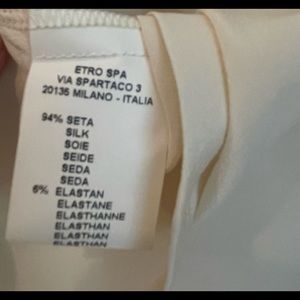 ETRO SPA
VIA SPARTACO 3
20135 MILANO - ITALIA
94% SETA
SILK
SOIE
SEIDE
SEDA
SEDA
6% ELASTAN
ELASTANE
ELASTHANNE
ELASTHAN
ELASTHAN